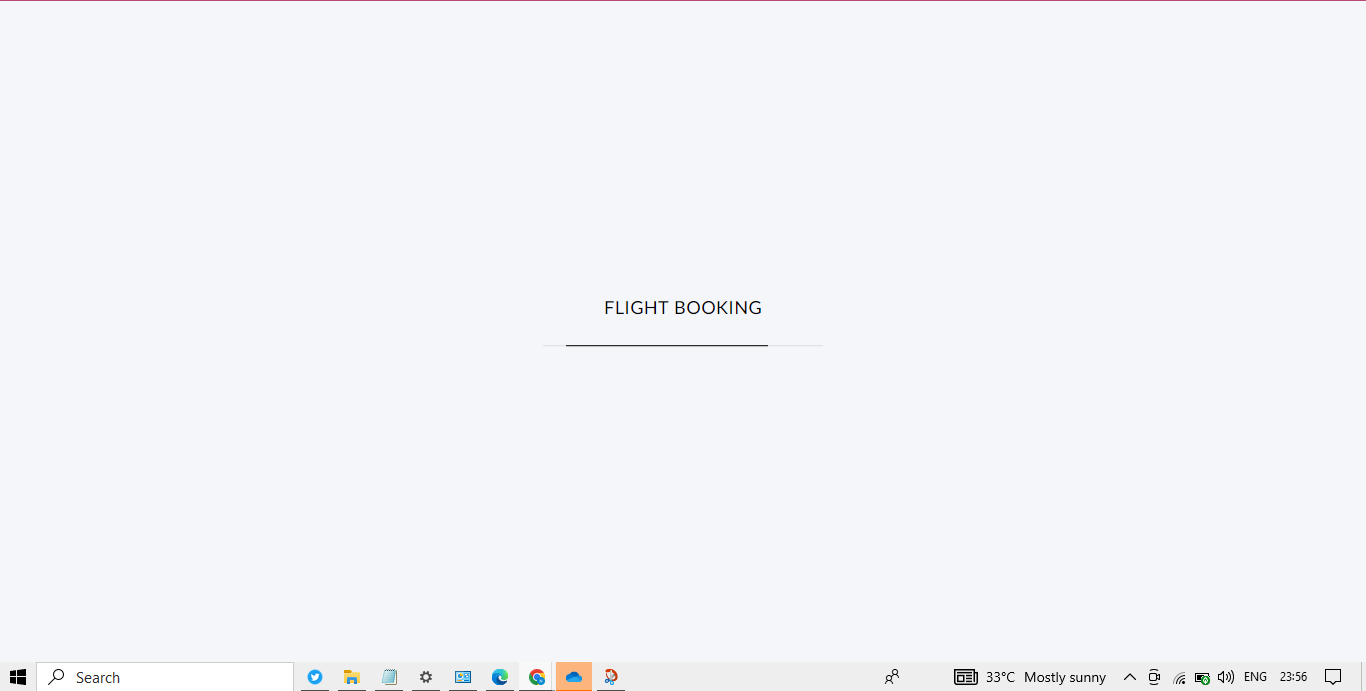 FLIGHT BOOKING
Search
33°C Mostly sunny
ENG
23:56